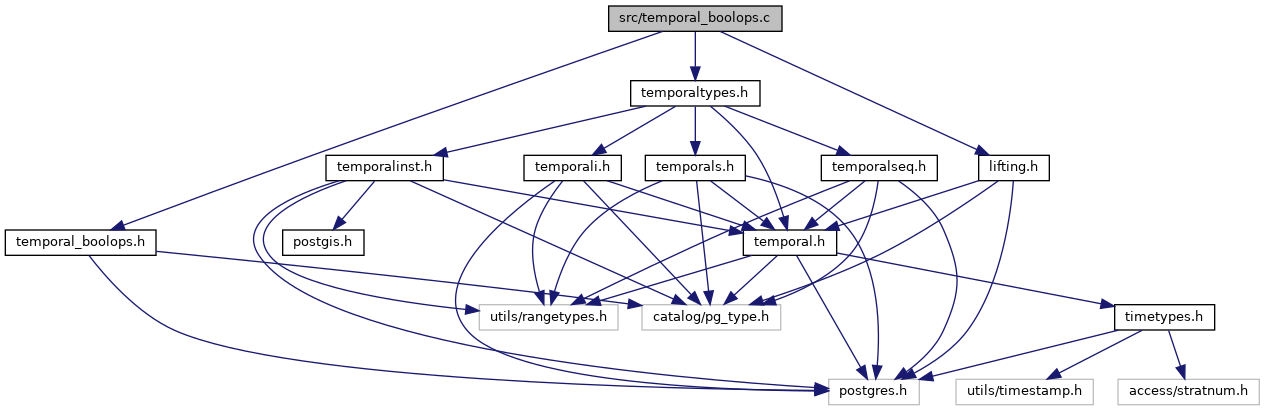 src/temporal_boolops.c
temporaltypes.h
temporalinst.h
temporali.h
temporals.h
temporalseq.h
lifting.h
temporal_boolops.h
postgis.h
temporal.h
utils/rangetypes.h
catalog/pg_type.h
timetypes.h
postgres.h
utils/timestamp.h
access/stratnum.h